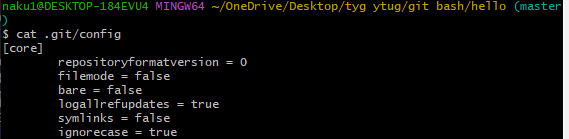 naku1@DESKTOP-184EVU4 MINGW64 ~/OneDrive/Desktop/tyg ytug/git bash/hello (master
)
$ cat .git/config
[core]
        repositoryformatversion = 0
        filemode = false
        bare = false
        logallrefupdates = true
        symlinks = false
        ignorecase = true